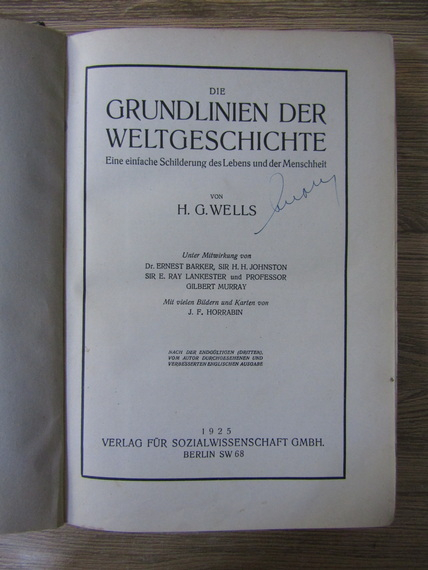 DIE
GRUNDLINIEN DER
WELTGESCHICHTE
Eine einfache Schilderung des Lebens und der Menschheit
VON
H. G. WELLS
Unter Mitwirkung von
Dr. ERNEST BARKER, SIR H. H. JOHNSTON
SIR E. RAY LANKESTER und PROFESSOR
GILBERT MURRAY
Mit vielen Bildern und Karten von
J. F. HORRABIN
NACH DER ENDGÜLTIGEN (DRITTEN),
VOM AUTOR DURCHGESEHENEN UND
VERBESSERTEN ENGLISCHEN AUSGABE
1925
VERLAG FÜR SOZIALWISSENSCHAFT GMBH.
BERLIN SW 68